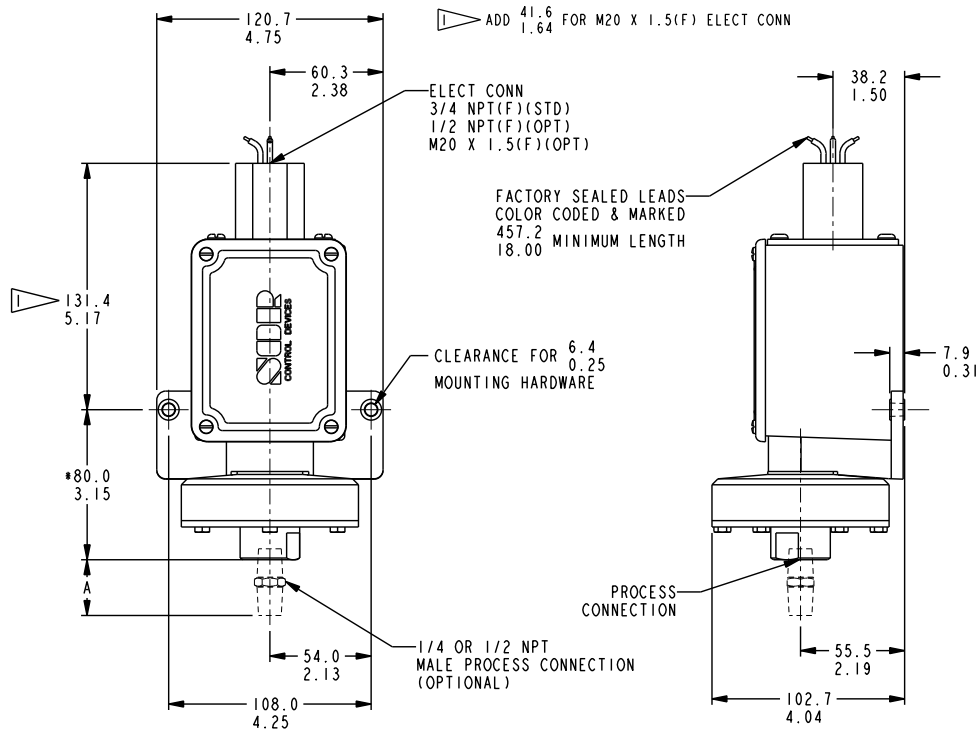 120.7
4.75
1 ADD 41.6 FOR M20 X 1.5(F) ELECT CONN
1.64
60.3
2.38
38.2
1.50
ELECT CONN
3/4 NPT(F)(STD)
1/2 NPT(F)(OPT)
M20 X 1.5(F)(OPT)
FACTORY SEALED LEADS
COLOR CODED & MARKED
457.2
18.00 MINIMUM LENGTH
1 131.4
5.17
SOR
CONTROL DEVICES
CLEARANCE FOR 6.4
0.25
MOUNTING HARDWARE
7.9
0.31
*80.0
3.15
A
PROCESS
CONNECTION
1/4 OR 1/2 NPT
MALE PROCESS CONNECTION
(OPTIONAL)
54.0
2.13
55.5
2.19
108.0
4.25
102.7
4.04